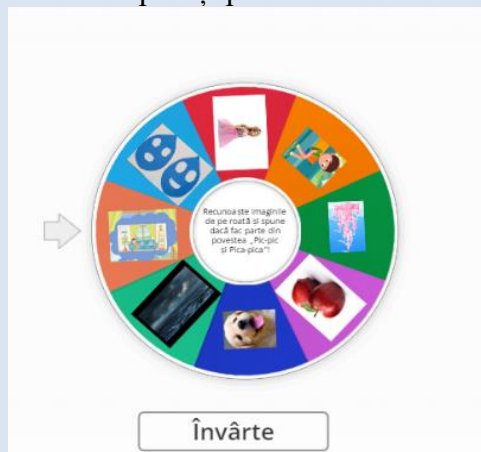 Recunoaște imaginile
de pe roată și spune
dacă fac parte din
povestea „Pic-pic
și Pica-pica”!
Învârte